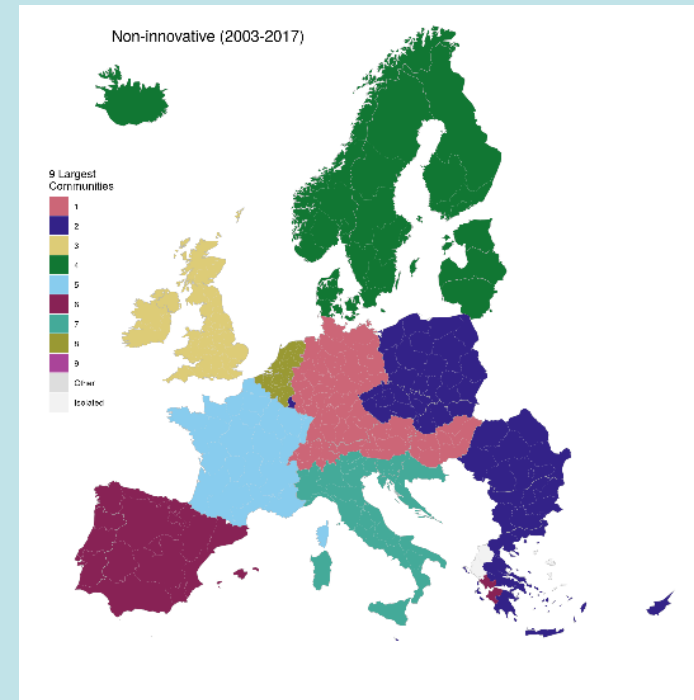 Non-innovative (2003-2017)
9 Largest
Communities
1
2
3
4
5
6
7
8
9
Other
Isolated